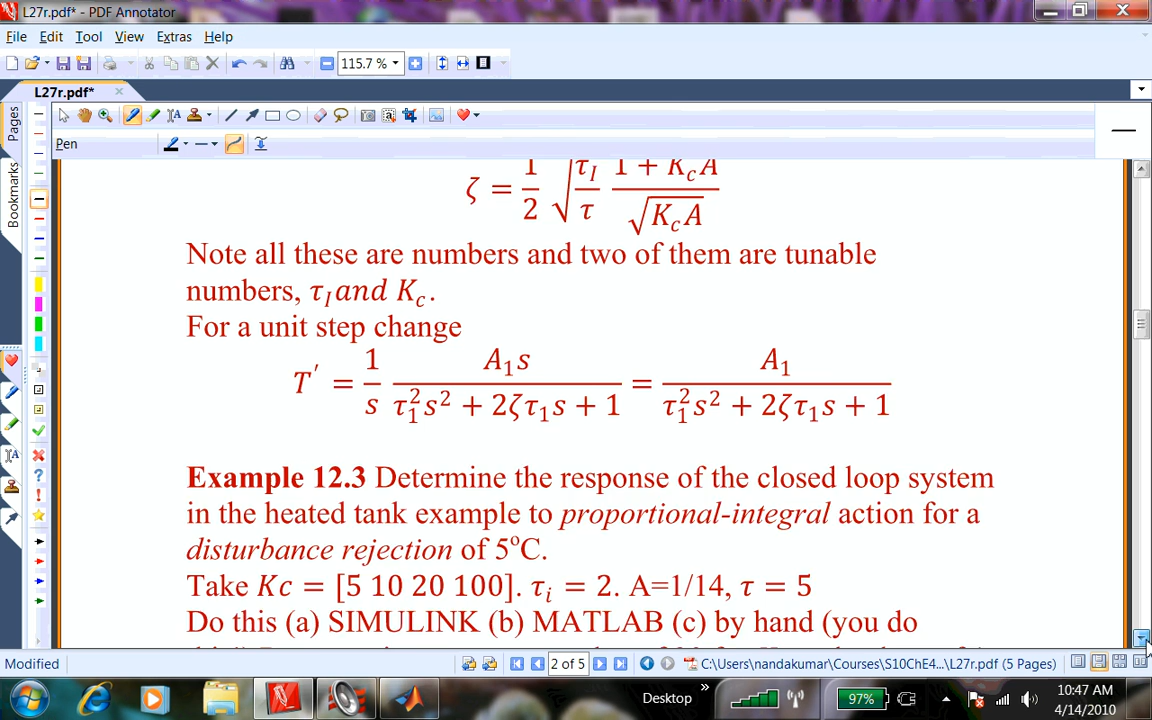 L27r.pdf* - PDF Annotator
File Edit Tool View Extras Help
115.7 %
L27r.pdf*
Pen
Pages
Bookmarks
ζ = 1/2 √(τ_I/τ) (1 + K_c A)/√(K_c A)
Note all these are numbers and two of them are tunable
numbers, τ_I and K_c.
For a unit step change
T′ = 1/s A₁s/(τ₁²s² + 2ζτ₁s + 1) = A₁/(τ₁²s² + 2ζτ₁s + 1)
Example 12.3 Determine the response of the closed loop system
in the heated tank example to proportional-integral action for a
disturbance rejection of 5°C.
Take Kc = [5 10 20 100]. τ_i = 2. A=1/14, τ = 5
Do this (a) SIMULINK (b) MATLAB (c) by hand (you do
Modified
2 of 5
C:\Users\nandakumar\Courses\S10ChE4...\L27r.pdf (5 Pages)
Desktop
97%
10:47 AM
4/14/2010